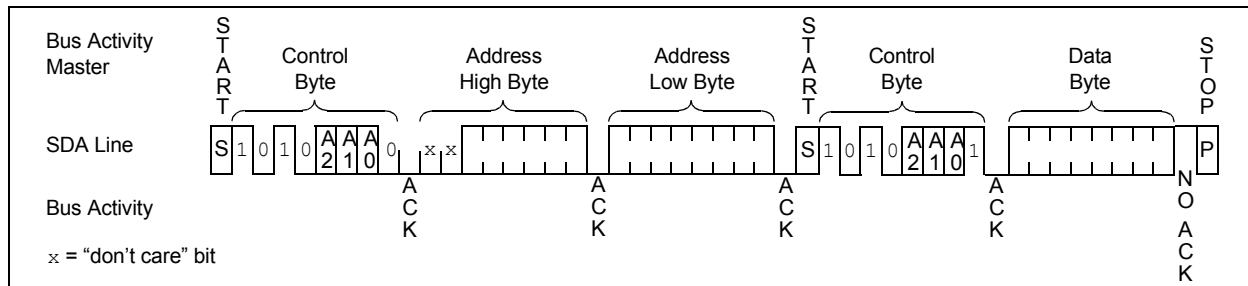 Bus Activity
Master
START
Control
Byte
Address
High Byte
Address
Low Byte
START
Control
Byte
Data
Byte
STOP
SDA Line
S 1 0 1 0 A2 A1 A0 0 x x S 1 0 1 0 A2 A1 A0 1 P
Bus Activity
ACK
ACK
ACK
ACK
NO ACK
x = “don’t care” bit